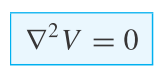 ∇²V = 0